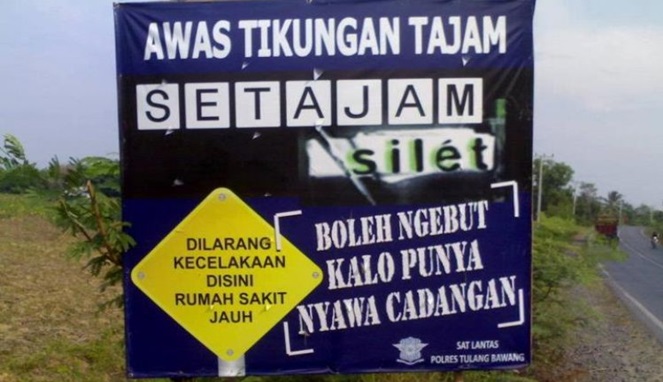 AWAS TIKUNGAN TAJAM
SETAJAM
silét
DILARANG
KECELAKAAN
DISINI
RUMAH SAKIT
JAUH
BOLEH NGEBUT
KALO PUNYA
NYAWA CADANGAN
SAT LANTAS
POLRES TULANG BAWANG